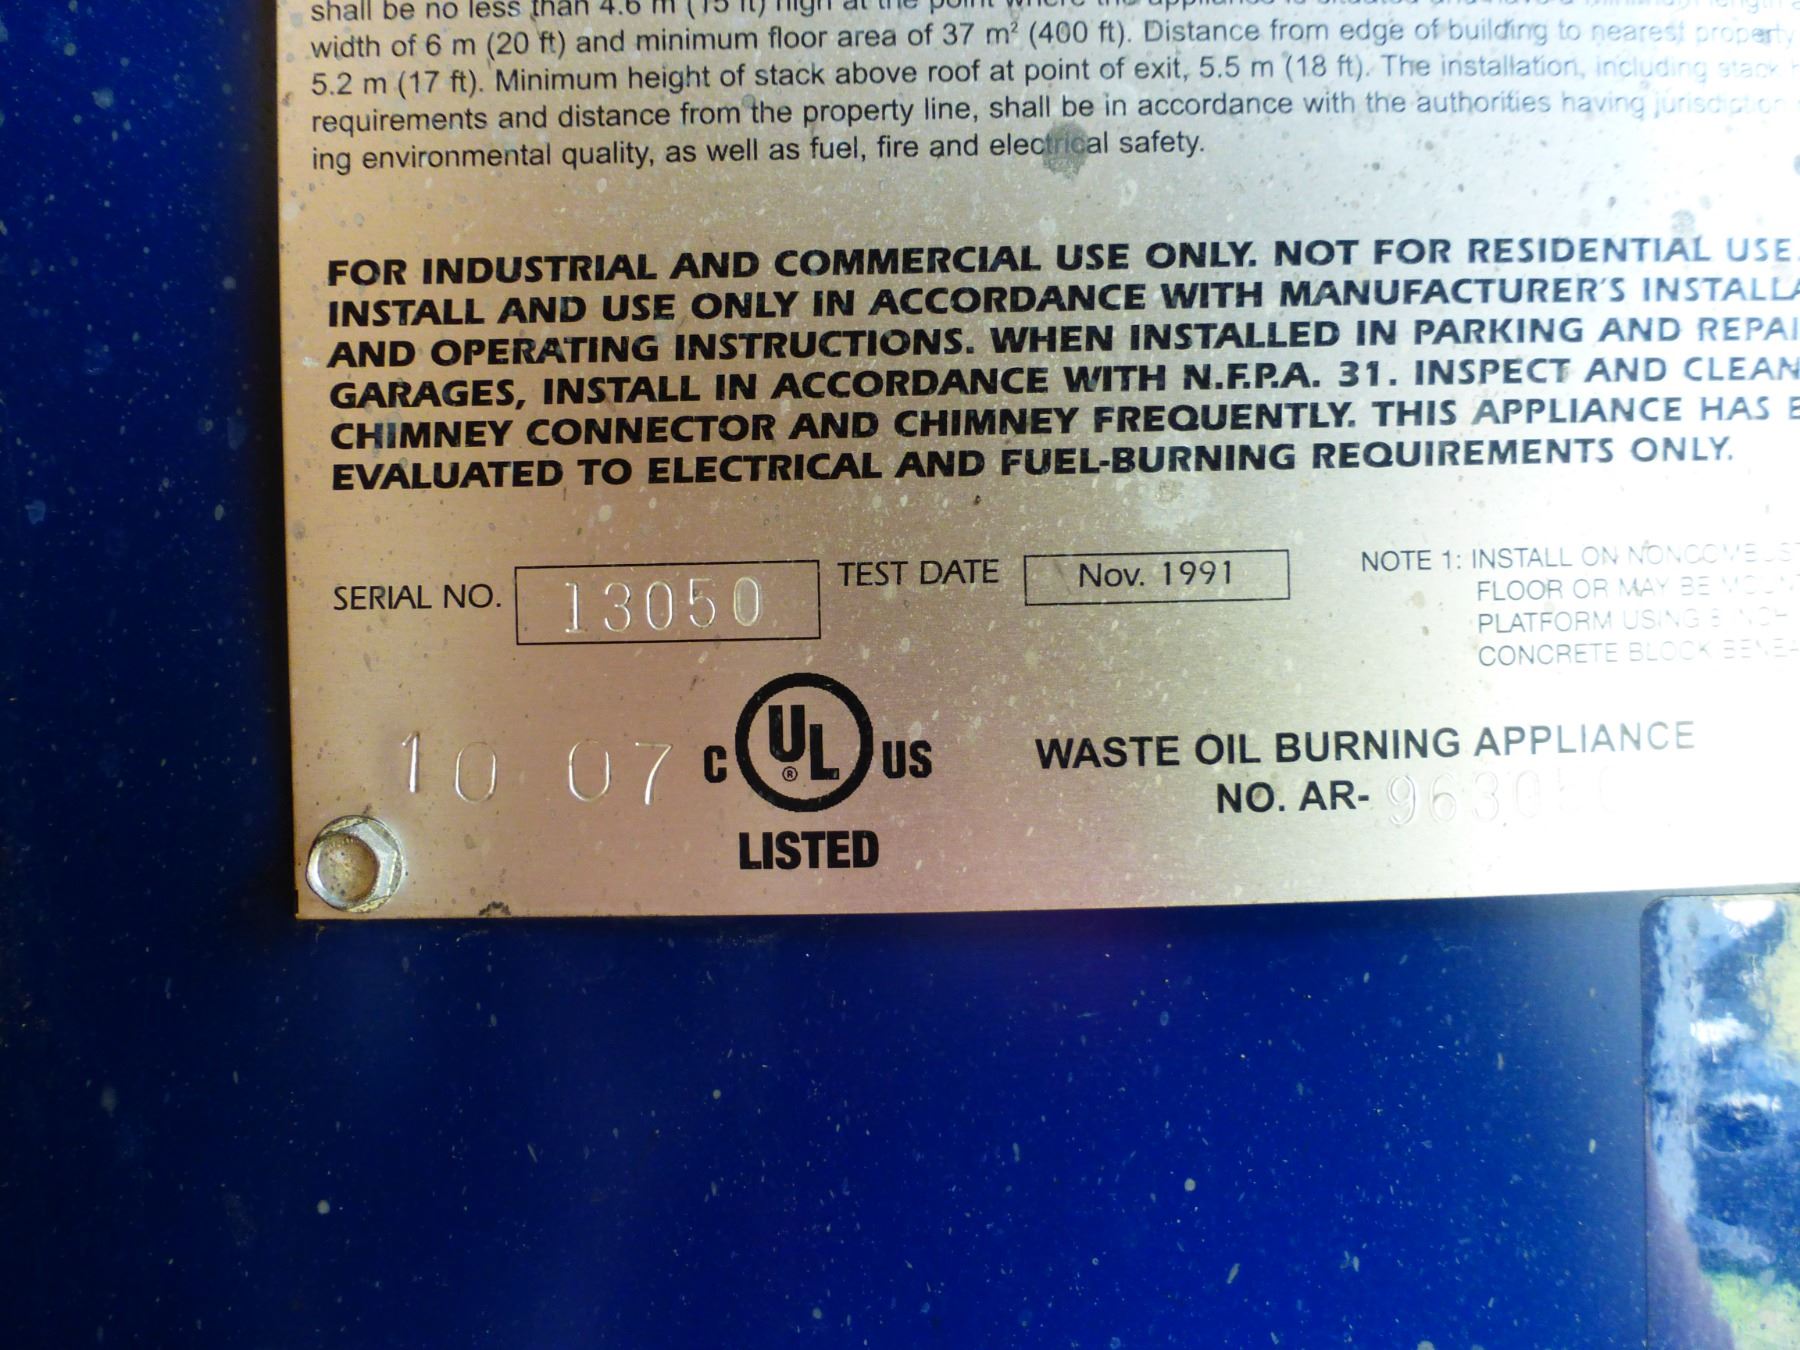 shall be no less than 4.6 m (15 ft) high at the point where the appliance is situated and have a minimum length
width of 6 m (20 ft) and minimum floor area of 37 m² (400 ft). Distance from edge of building to nearest property
5.2 m (17 ft). Minimum height of stack above roof at point of exit, 5.5 m (18 ft). The installation, including stack
requirements and distance from the property line, shall be in accordance with the authorities having jurisdiction
ing environmental quality, as well as fuel, fire and electrical safety.
FOR INDUSTRIAL AND COMMERCIAL USE ONLY. NOT FOR RESIDENTIAL USE.
INSTALL AND USE ONLY IN ACCORDANCE WITH MANUFACTURER'S INSTALLA
AND OPERATING INSTRUCTIONS. WHEN INSTALLED IN PARKING AND REPAI
GARAGES, INSTALL IN ACCORDANCE WITH N.F.P.A. 31. INSPECT AND CLEAN
CHIMNEY CONNECTOR AND CHIMNEY FREQUENTLY. THIS APPLIANCE HAS
EVALUATED TO ELECTRICAL AND FUEL-BURNING REQUIREMENTS ONLY.
SERIAL NO. 13050 TEST DATE Nov. 1991
NOTE 1: INSTALL ON NONCOMBUST
FLOOR OR MAY BE MOUN
PLATFORM USING 8 INCH
CONCRETE BLOCK BENEA
10 07 C UL ® US
LISTED
WASTE OIL BURNING APPLIANCE
NO. AR-